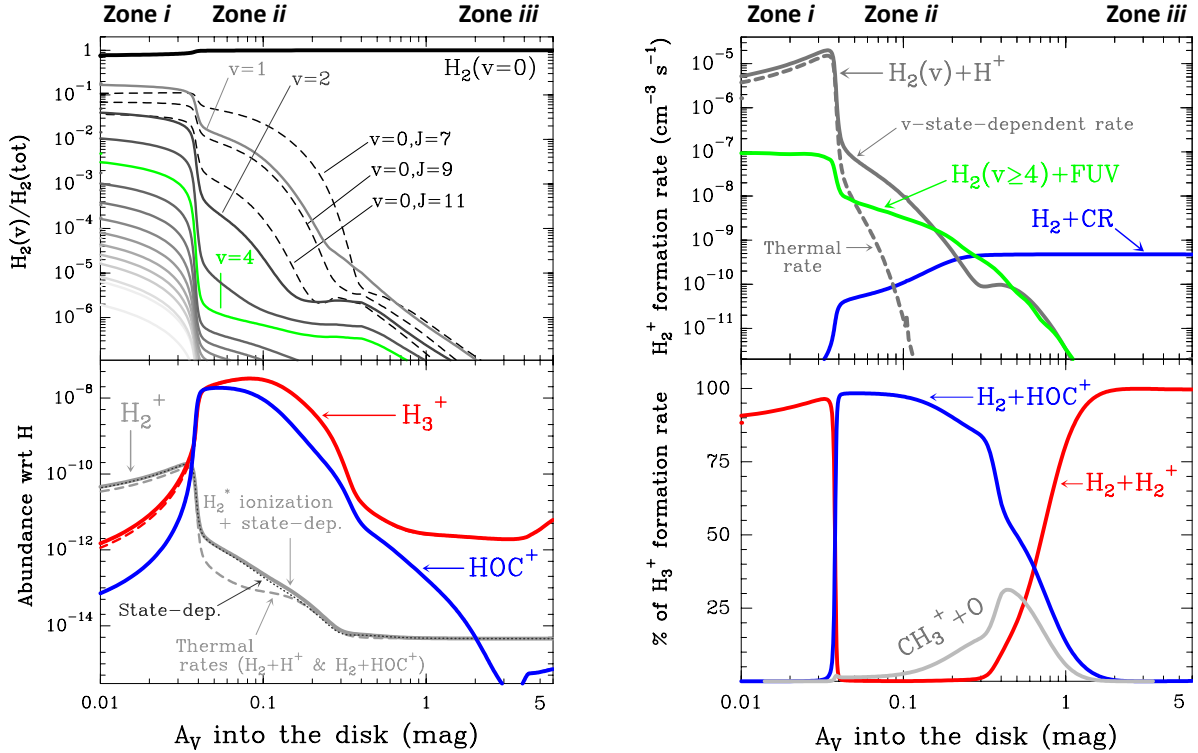 Zone i Zone ii Zone iii
Zone i Zone ii Zone iii
H₂(v)/H₂(tot)
1
10⁻¹
10⁻²
10⁻³
10⁻⁴
10⁻⁵
10⁻⁶
v=1
v=2
H₂(v=0)
v=0,J=7
v=0,J=9
v=0,J=11
v=4
H₂⁺ formation rate (cm⁻³ s⁻¹)
10⁻⁵
10⁻⁶
10⁻⁷
10⁻⁸
10⁻⁹
10⁻¹⁰
10⁻¹¹
H₂(v)+H⁺
v-state-dependent rate
H₂(v≥4)+FUV
H₂+CR
Thermal
rate
Abundance wrt H
10⁻⁸
10⁻¹⁰
10⁻¹²
10⁻¹⁴
H₂⁺
H₃⁺
H₂* ionization
+ state-dep.
HOC⁺
State-dep.
Thermal
rates (H₂+H⁺ & H₂+HOC⁺)
0.01 0.1 1 5
A_V into the disk (mag)
% of H₃⁺ formation rate
100
75
50
25
H₂+HOC⁺
H₂+H₂⁺
CH₃⁺+O
0.01 0.1 1 5
A_V into the disk (mag)